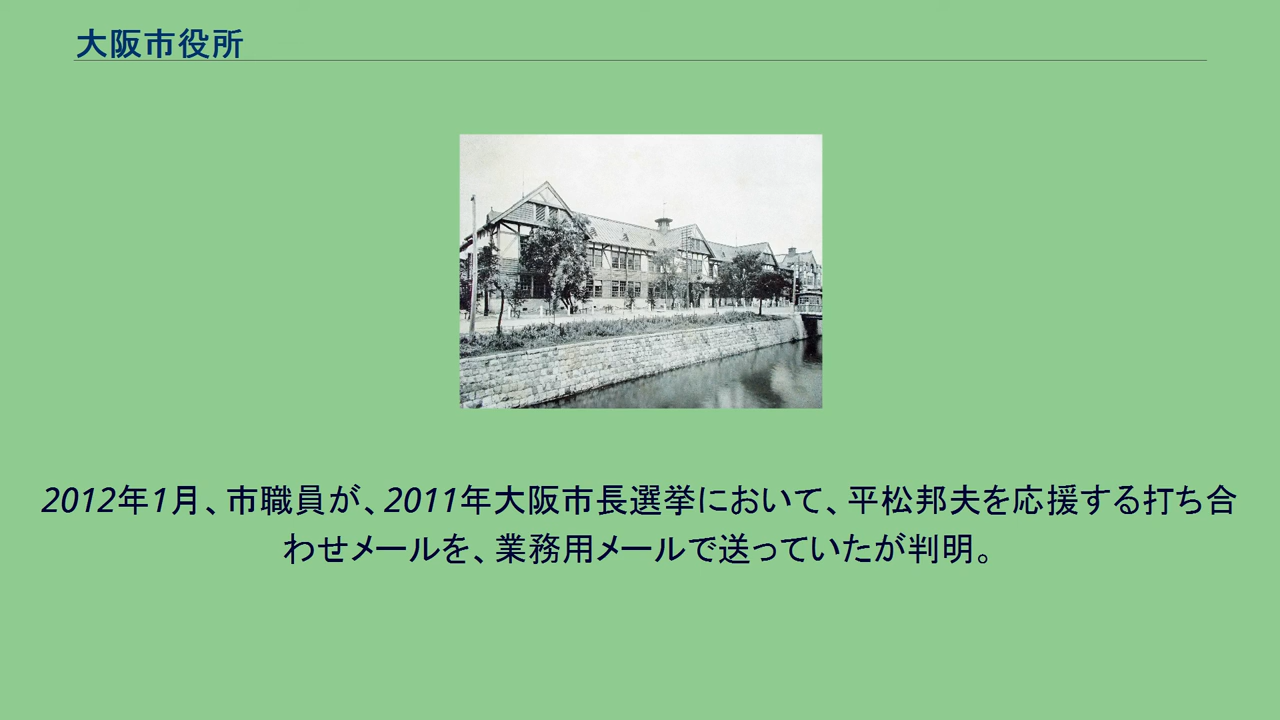 大阪市役所
2012年1月、市職員が、2011年大阪市長選挙において、平松邦夫を応援する打ち合
わせメールを、業務用メールで送っていたが判明。